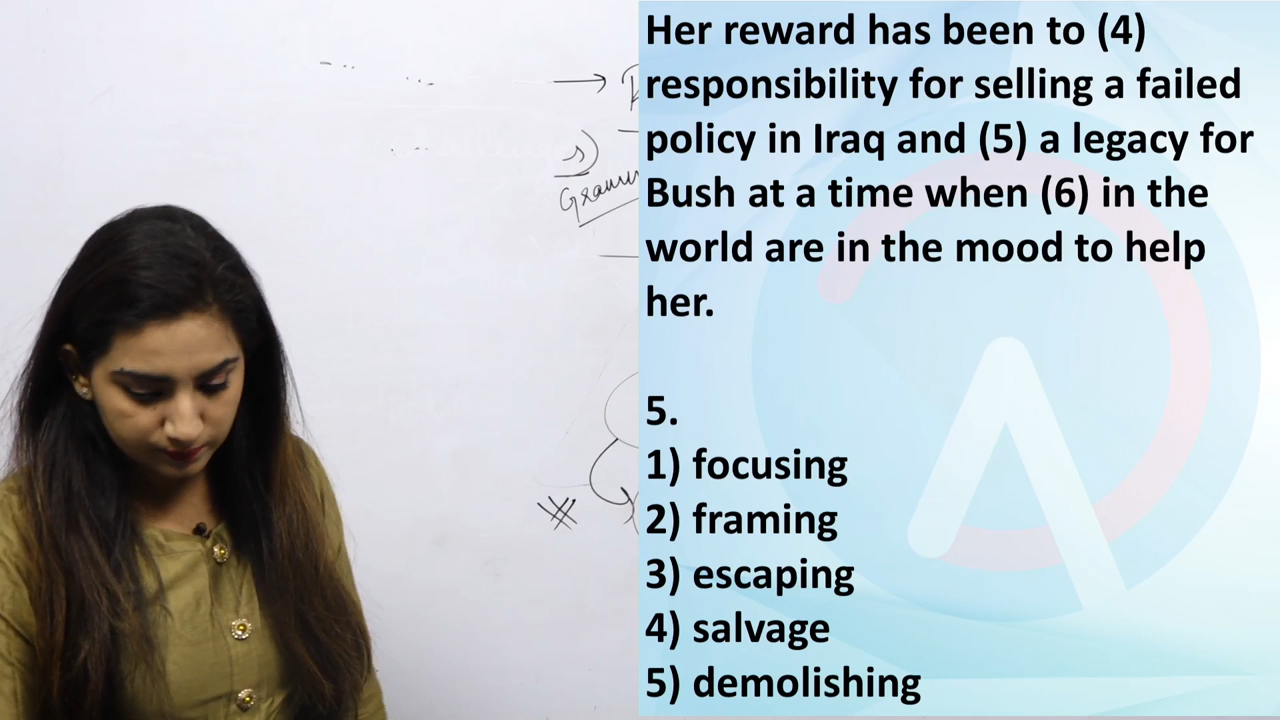 Her reward has been to (4)
responsibility for selling a failed
policy in Iraq and (5) a legacy for
Bush at a time when (6) in the
world are in the mood to help
her.
5.
1) focusing
2) framing
3) escaping
4) salvage
5) demolishing